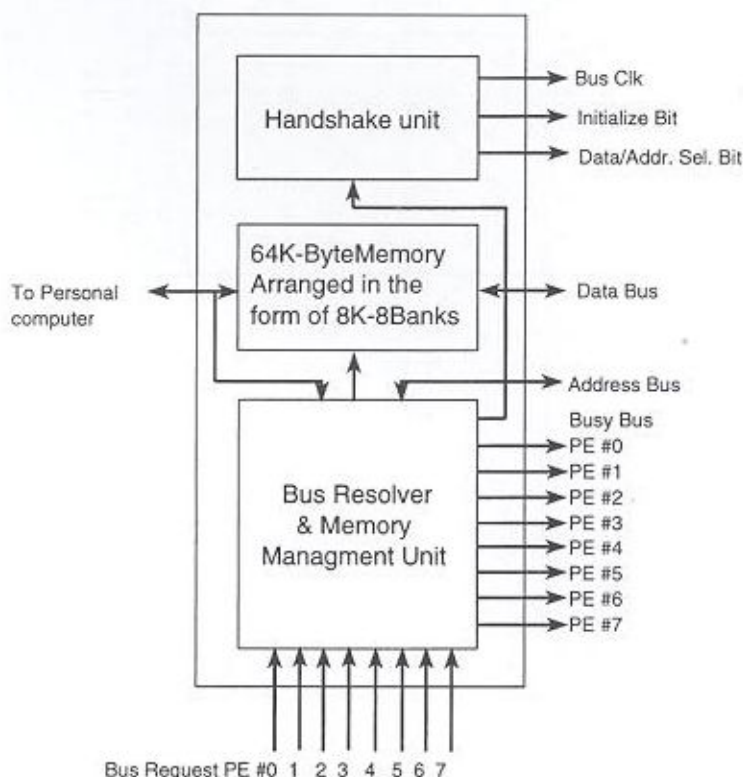 Handshake unit
Bus Clk
Initialize Bit
Data/Addr. Sel. Bit
64K-ByteMemory
Arranged in the
form of 8K-8Banks
To Personal
computer
Data Bus
Address Bus
Busy Bus
PE #0
PE #1
PE #2
PE #3
PE #4
PE #5
PE #6
PE #7
Bus Resolver
& Memory
Managment Unit
Bus Request PE #0 1 2 3 4 5 6 7